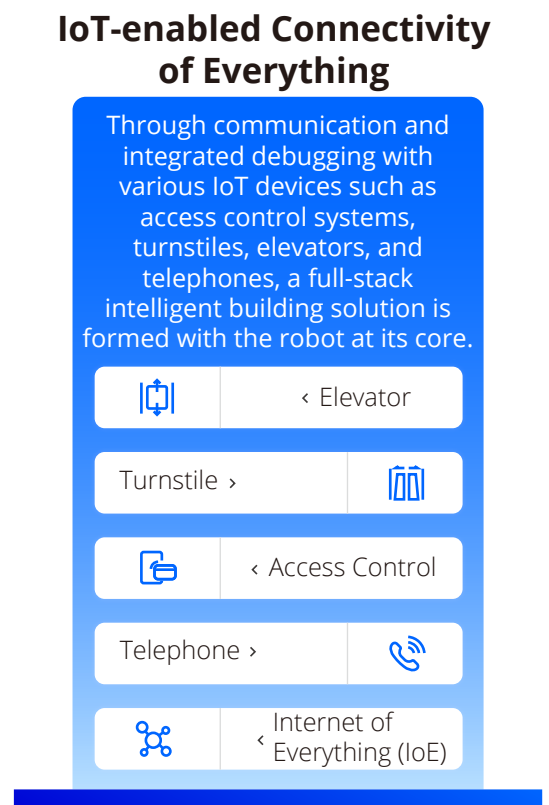 IoT-enabled Connectivity
of Everything
Through communication and
integrated debugging with
various IoT devices such as
access control systems,
turnstiles, elevators, and
telephones, a full-stack
intelligent building solution is
formed with the robot at its core.
‹ Elevator
Turnstile ›
‹ Access Control
Telephone ›
‹ Internet of
Everything (IoE)